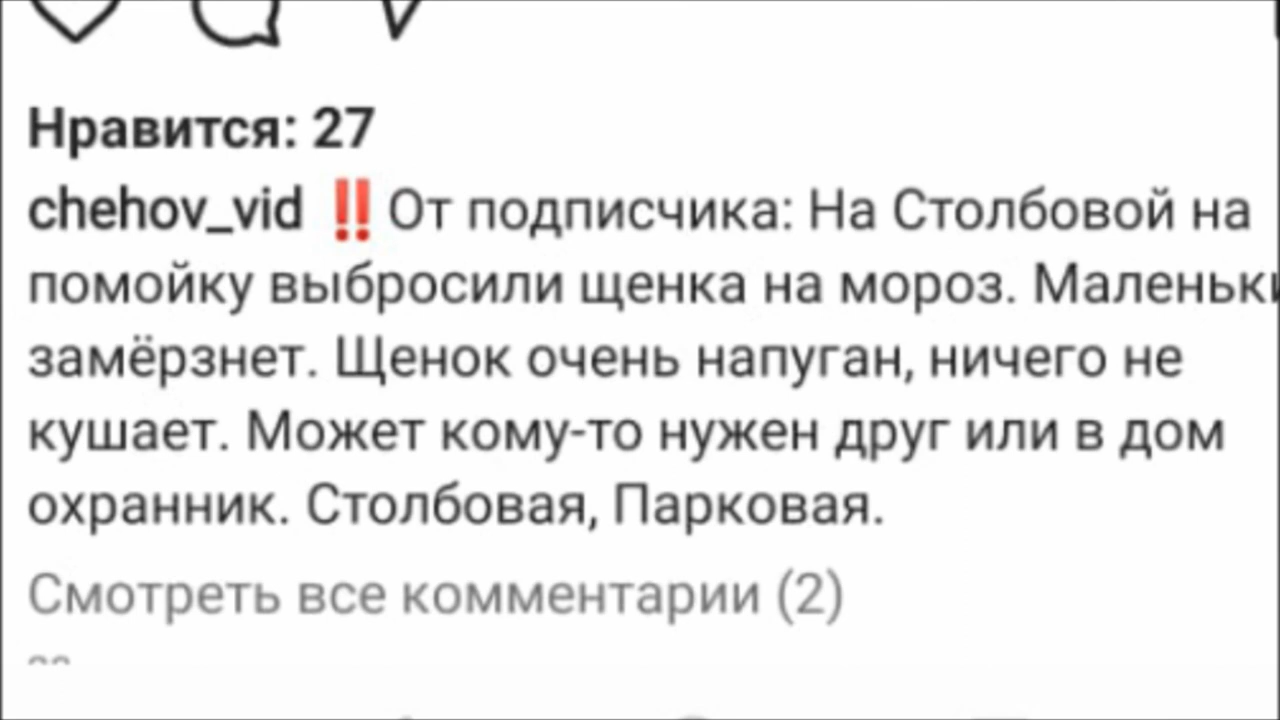 Нравится: 27
chehov_vid ‼️ От подписчика: На Столбовой на
помойку выбросили щенка на мороз. Маленьки
замёрзнет. Щенок очень напуган, ничего не
кушает. Может кому-то нужен друг или в дом
охранник. Столбовая, Парковая.
Смотреть все комментарии (2)